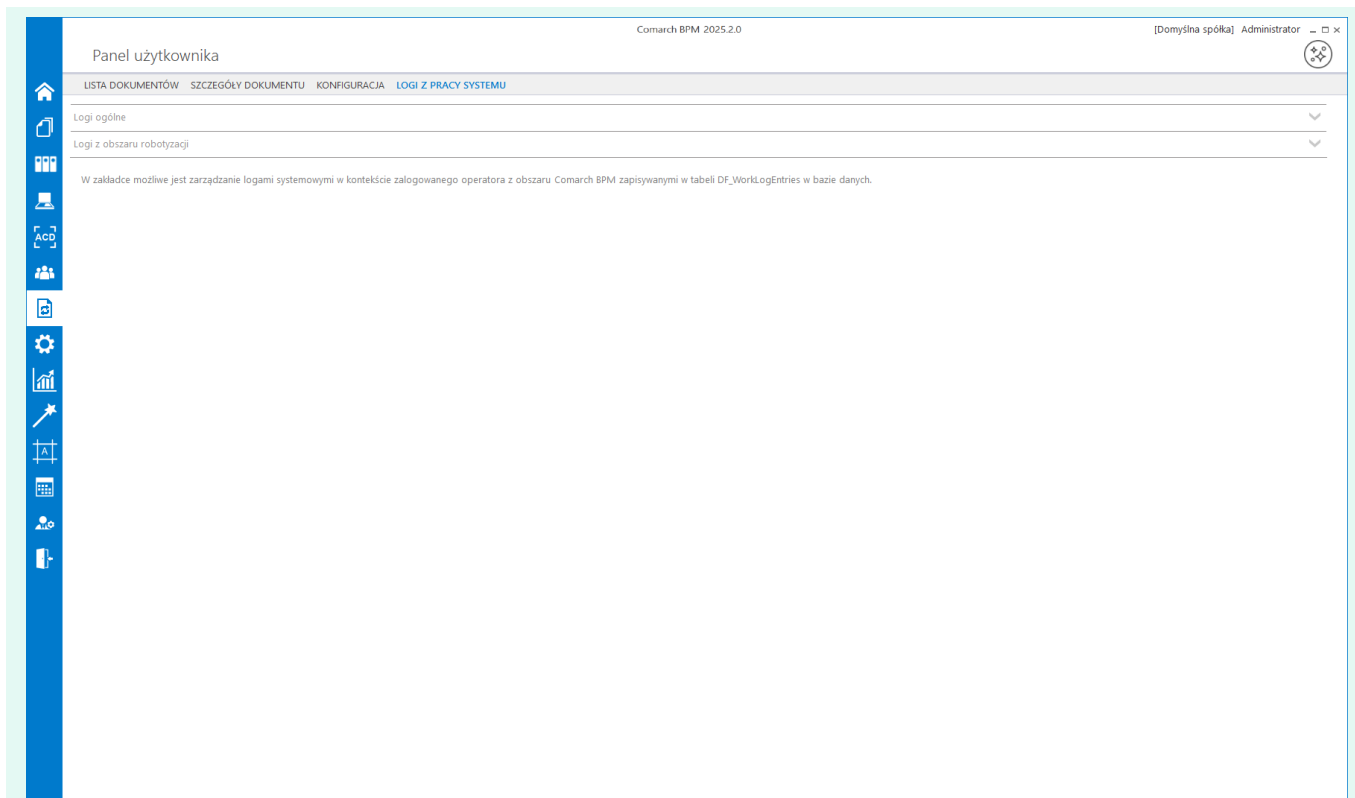 Comarch BPM 2025.2.0
[Domyślna spółka] Administrator
Panel użytkownika
LISTA DOKUMENTÓW SZCZEGÓŁY DOKUMENTU KONFIGURACJA LOGI Z PRACY SYSTEMU
Logi ogólne
Logi z obszaru robotyzacji
W zakładce możliwe jest zarządzanie logami systemowymi w kontekście zalogowanego operatora z obszaru Comarch BPM zapisywanymi w tabeli DF_WorkLogEntries w bazie danych.
ACD
A